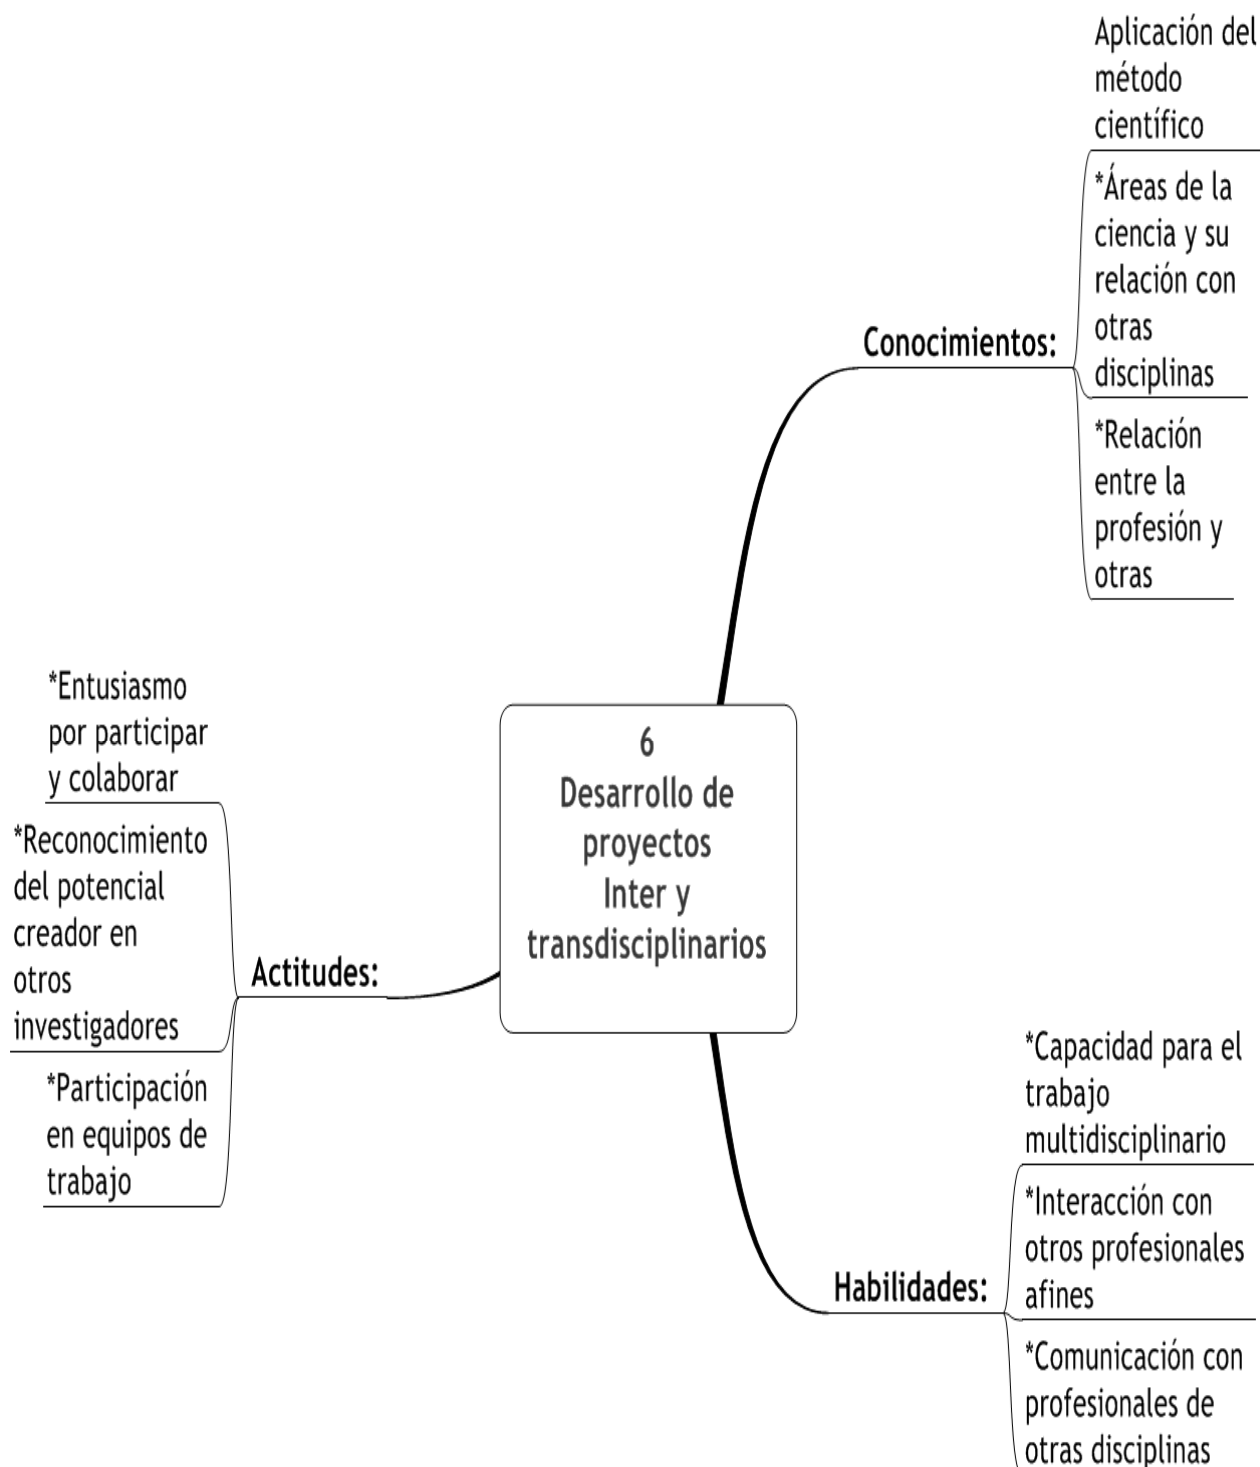 6
Desarrollo de
proyectos
Inter y
transdisciplinarios
Conocimientos:
Aplicación del
método
científico
*Áreas de la
ciencia y su
relación con
otras
disciplinas
*Relación
entre la
profesión y
otras
Habilidades:
*Capacidad para el
trabajo
multidisciplinario
*Interacción con
otros profesionales
afines
*Comunicación con
profesionales de
otras disciplinas
Actitudes:
*Entusiasmo
por participar
y colaborar
*Reconocimiento
del potencial
creador en
otros
investigadores
*Participación
en equipos de
trabajo